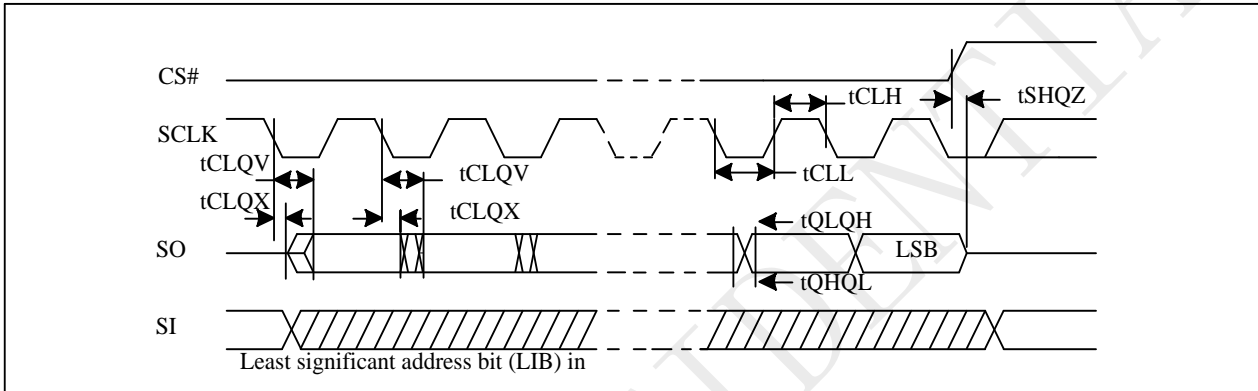 CS#
tCLH
tSHQZ
SCLK
tCLQV
tCLQV
tCLL
tCLQX
tCLQX
tQLQH
SO
LSB
tQHQL
SI
Least significant address bit (LIB) in